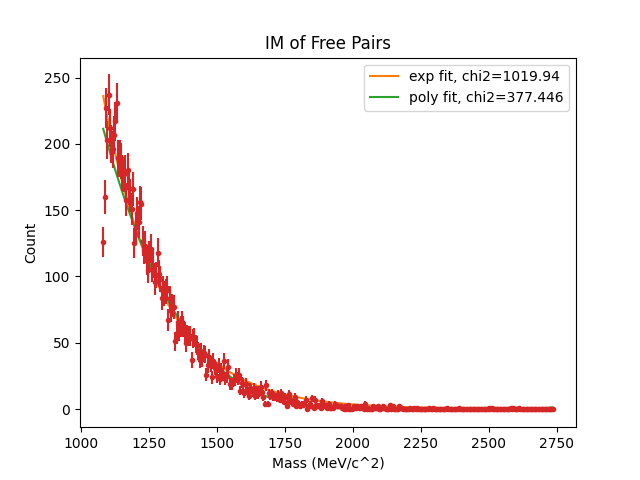 IM of Free Pairs
exp fit, chi2=1019.94
poly fit, chi2=377.446
Count
250
200
150
100
50
0
1000 1250 1500 1750 2000 2250 2500 2750
Mass (MeV/c^2)